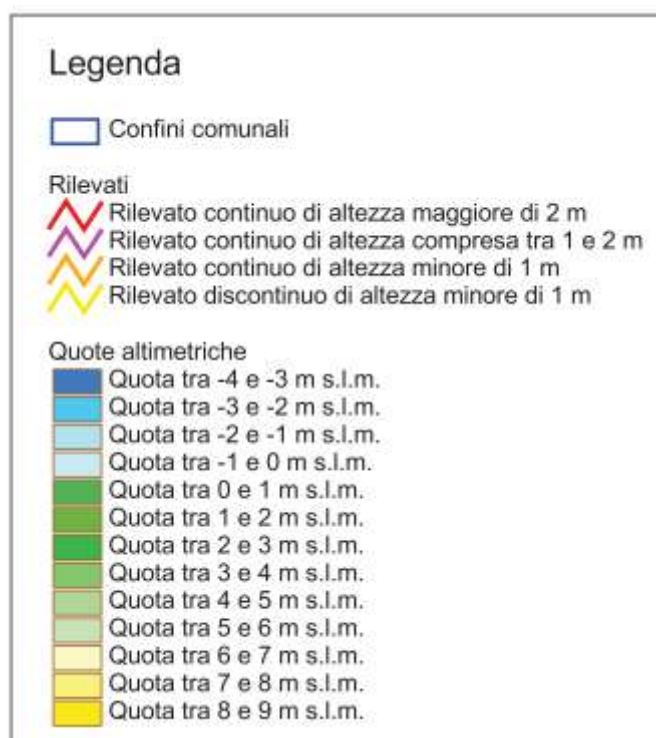 Legenda
Confini comunali
Rilevati
Rilevato continuo di altezza maggiore di 2 m
Rilevato continuo di altezza compresa tra 1 e 2 m
Rilevato continuo di altezza minore di 1 m
Rilevato discontinuo di altezza minore di 1 m
Quote altimetriche
Quota tra -4 e -3 m s.l.m.
Quota tra -3 e -2 m s.l.m.
Quota tra -2 e -1 m s.l.m.
Quota tra -1 e 0 m s.l.m.
Quota tra 0 e 1 m s.l.m.
Quota tra 1 e 2 m s.l.m.
Quota tra 2 e 3 m s.l.m.
Quota tra 3 e 4 m s.l.m.
Quota tra 4 e 5 m s.l.m.
Quota tra 5 e 6 m s.l.m.
Quota tra 6 e 7 m s.l.m.
Quota tra 7 e 8 m s.l.m.
Quota tra 8 e 9 m s.l.m.